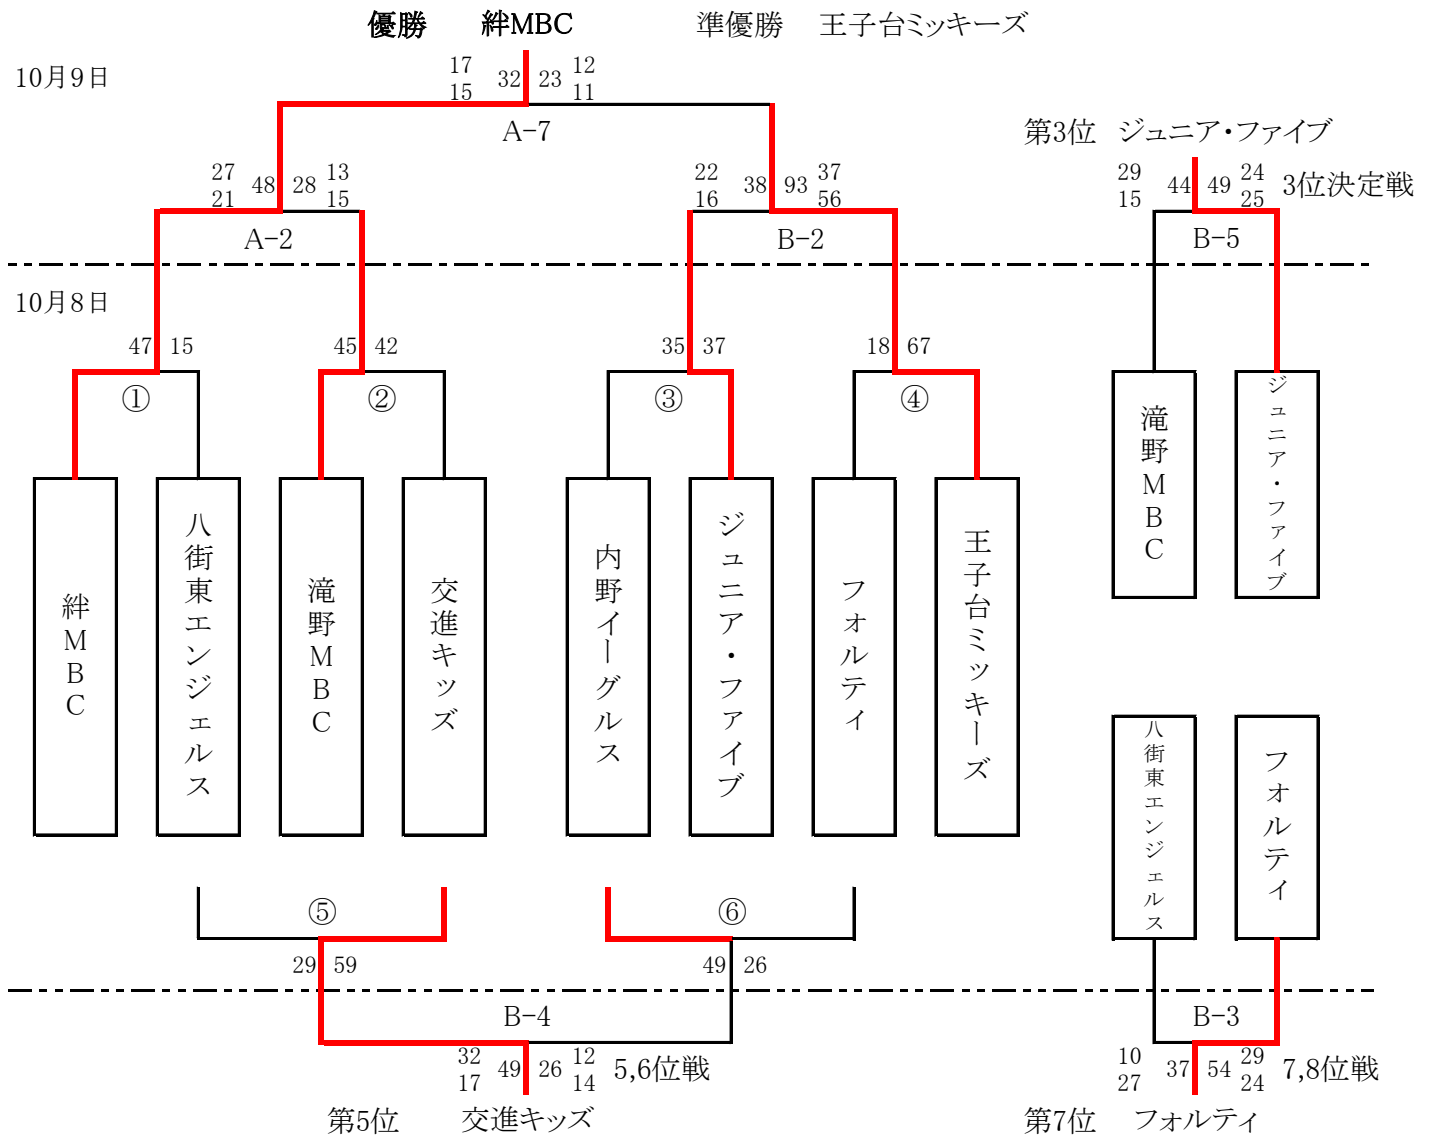 優勝 絆MBC 準優勝 王子台ミッキーズ
10月9日
17 32 23 12
15 11
A-7
第3位 ジュニア・ファイブ
27 48 28 13
21 15
A-2
22 38 93 37
16 56
B-2
29 44 49 24
15 25
3位決定戦
B-5
10月8日
47 15
①
45 42
②
35 37
③
18 67
④
絆MBC
八街東エンジェルス
滝野MBC
交進キッズ
内野イーグルス
ジュニア・ファイブ
フォルティ
王子台ミッキーズ
滝野MBC
ジュニア・ファイブ
八街東エンジェルス
フォルティ
⑤
29 59
⑥
49 26
B-4
32 49 26 12
17 14
5,6位戦
第5位 交進キッズ
B-3
10 37 54 29
27 24
7,8位戦
第7位 フォルティ